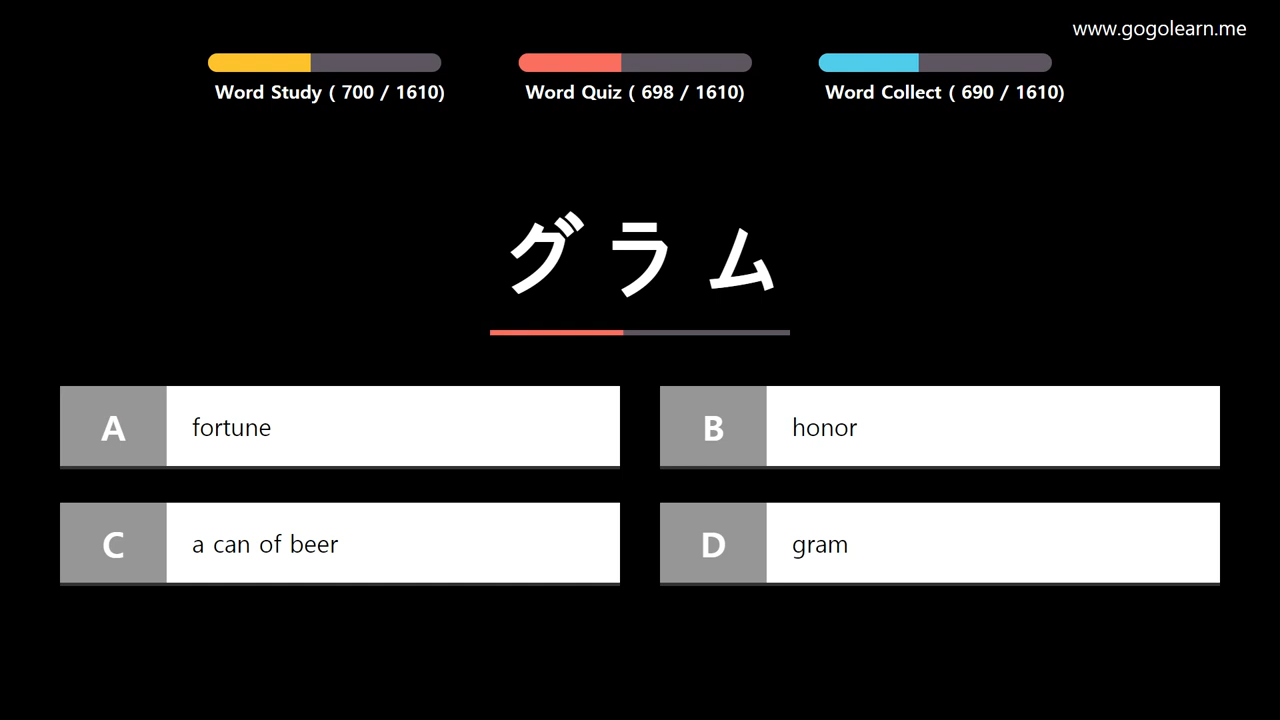 www.gogolearn.me
Word Study ( 700 / 1610)
Word Quiz ( 698 / 1610)
Word Collect ( 690 / 1610)
グラム
A
fortune
B
honor
C
a can of beer
D
gram